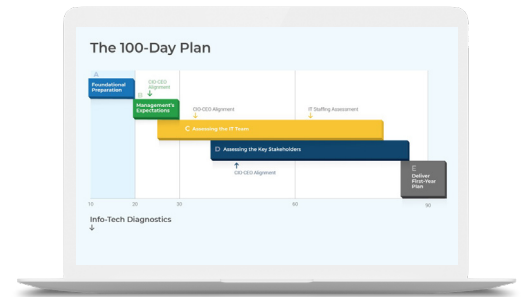 The 100-Day Plan
A
Foundational
Preparation
CIO-CEO
Alignment
B
Management's
Expectations
CIO-CEO Alignment
IT Staffing Assessment
C Assessing the IT Team
D Assessing the Key Stakeholders
CIO-CEO Alignment
E
Deliver
First-Year
Plan
10 20 30 60 90
Info-Tech Diagnostics